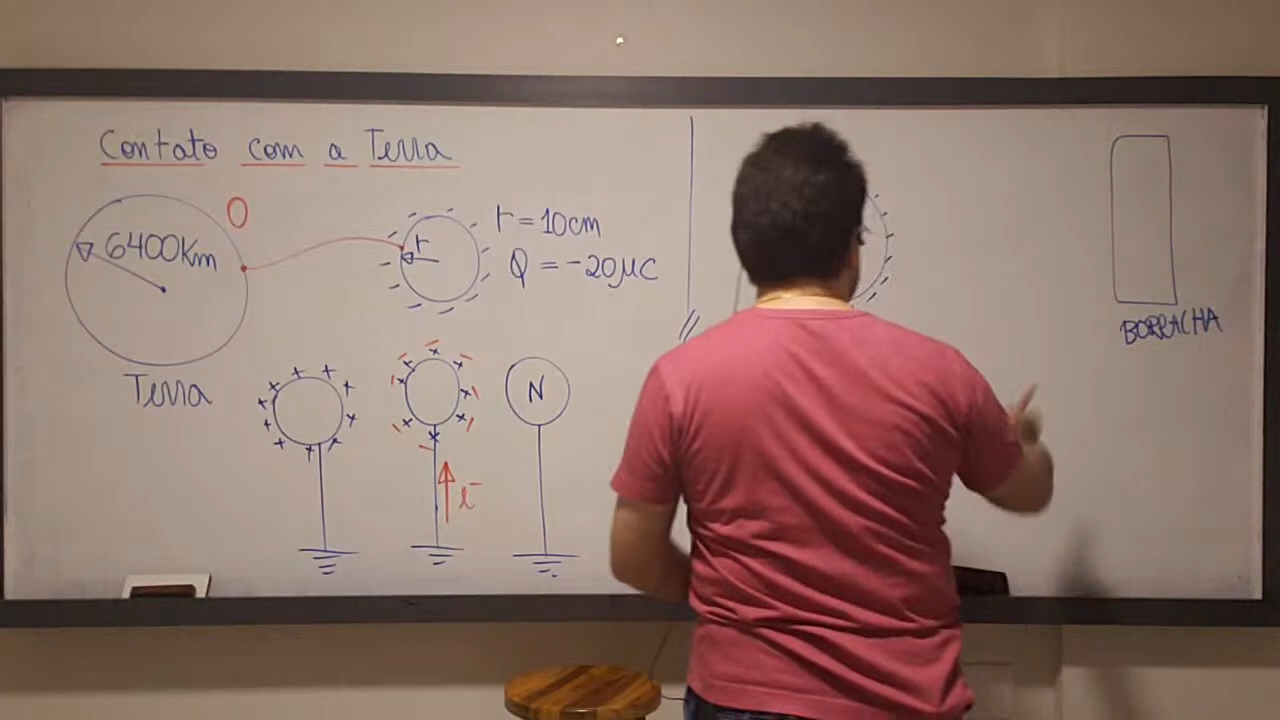 Contato com a Terra
0
6400Km
r
r = 10cm
Q = -20μC
Terra
N
e⁻
BORRACHA